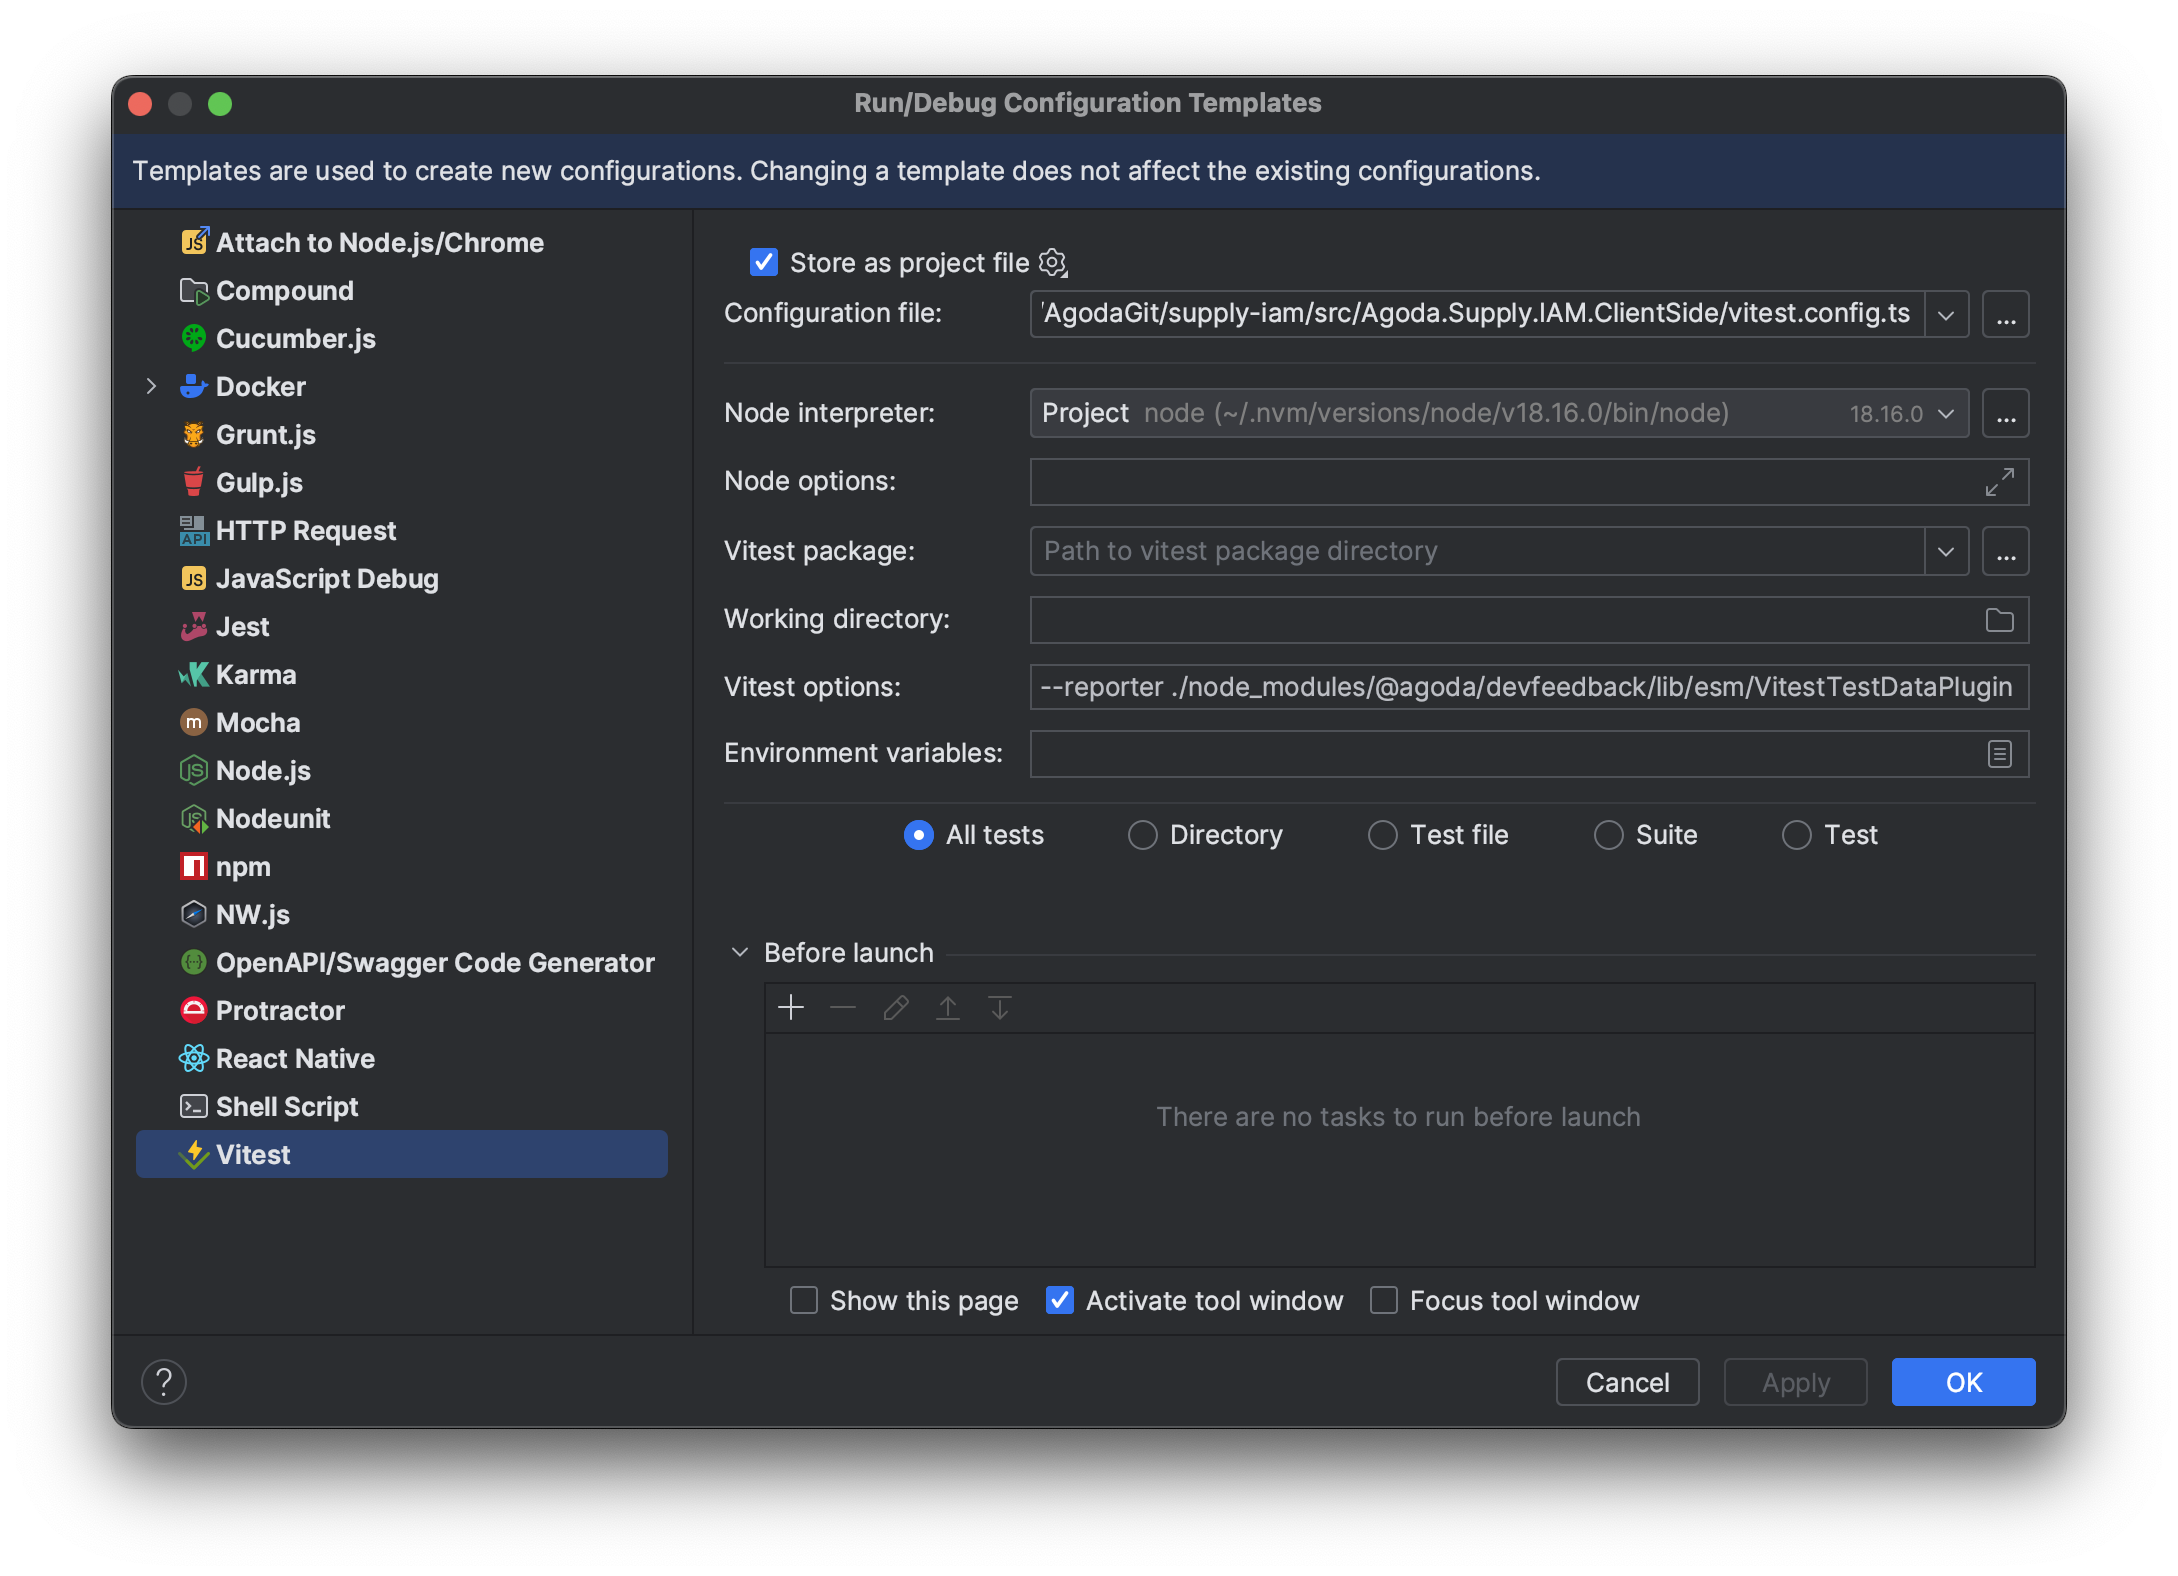 Run/Debug Configuration Templates
Templates are used to create new configurations. Changing a template does not affect the existing configurations.
Attach to Node.js/Chrome
Compound
Cucumber.js
Docker
Grunt.js
Gulp.js
API HTTP Request
JS JavaScript Debug
Jest
Karma
m Mocha
Node.js
Nodeunit
npm
NW.js
OpenAPI/Swagger Code Generator
Protractor
React Native
Shell Script
Vitest
Store as project file
Configuration file: /AgodaGit/supply-iam/src/Agoda.Supply.IAM.ClientSide/vitest.config.ts ...
Node interpreter: Project node (~/.nvm/versions/node/v18.16.0/bin/node) 18.16.0 ...
Node options:
Vitest package: Path to vitest package directory ...
Working directory:
Vitest options: --reporter ./node_modules/@agoda/devfeedback/lib/esm/VitestTestDataPlugin
Environment variables:
All tests Directory Test file Suite Test
Before launch
There are no tasks to run before launch
Show this page Activate tool window Focus tool window
? Cancel Apply OK